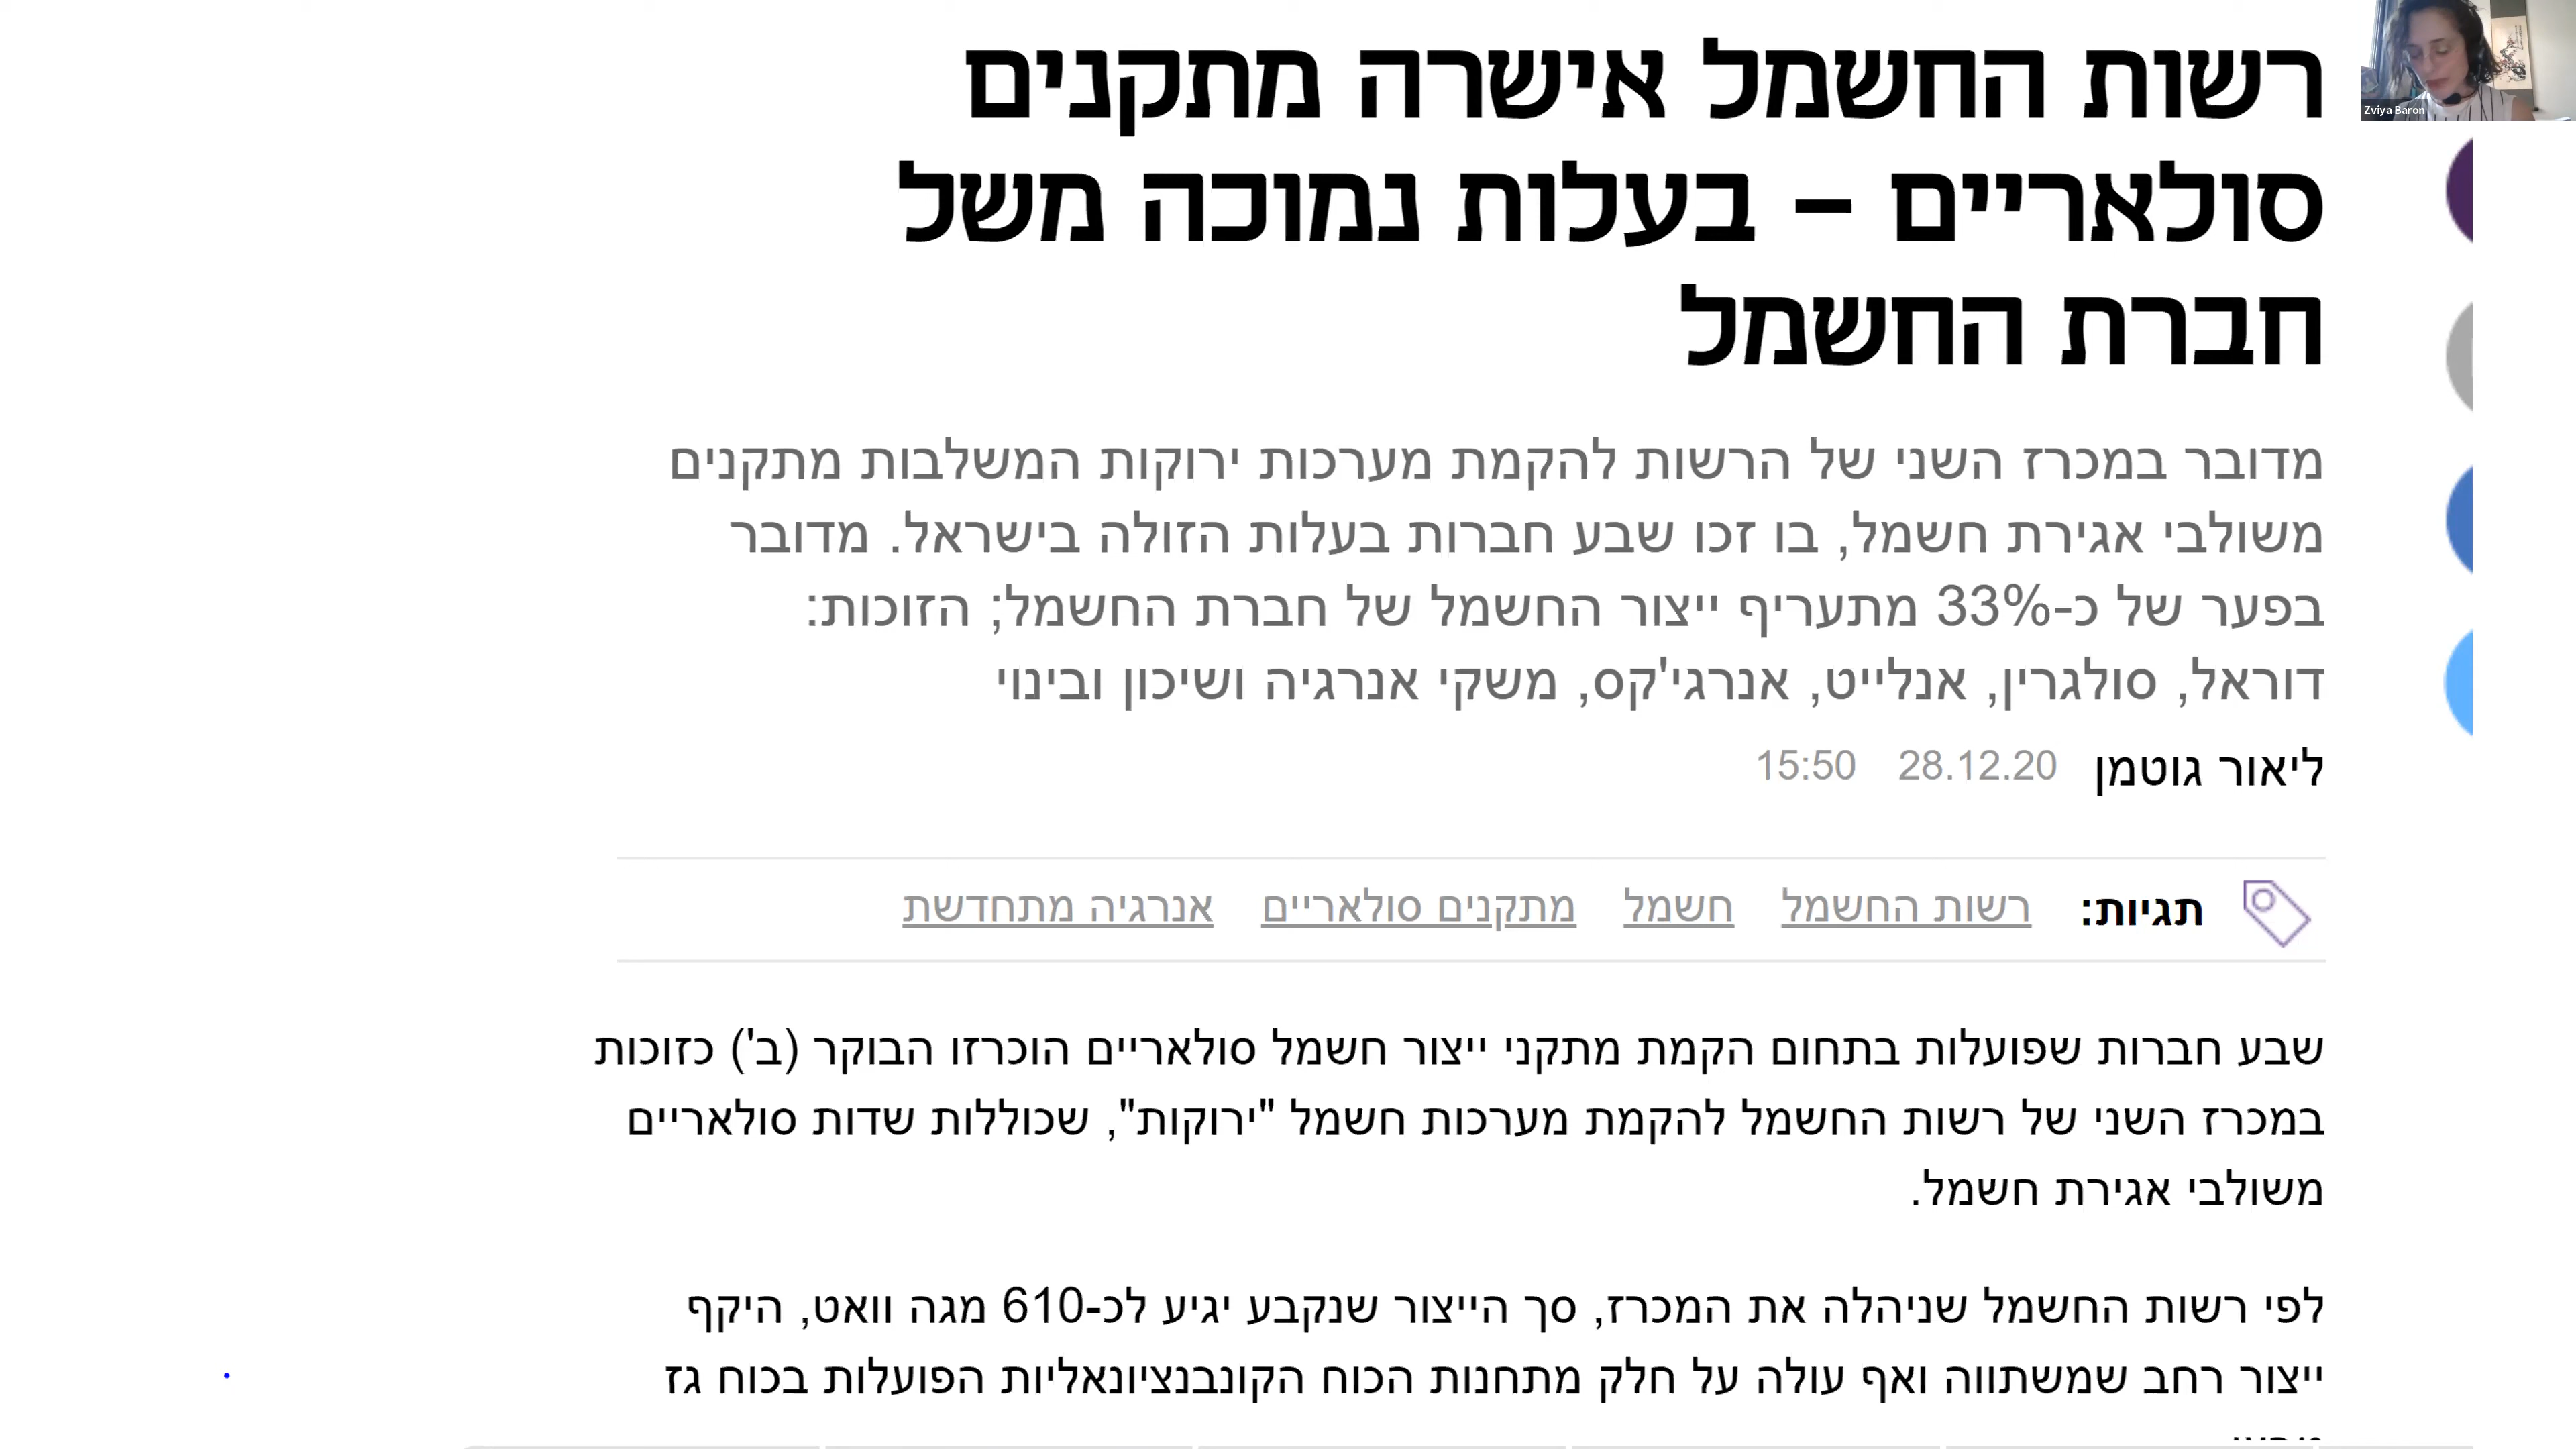 רשות החשמל אישרה מתקנים
סולאריים – בעלות נמוכה משל
חברת החשמל
Zviya Baron
מדובר במכרז השני של הרשות להקמת מערכות ירוקות המשלבות מתקנים
משולבי אגירת חשמל, בו זכו שבע חברות בעלות הזולה בישראל. מדובר
בפער של כ-33% מתעריף ייצור החשמל של חברת החשמל; הזוכות:
דוראל, סולגרין, אנלייט, אנרג'יקס, משקי אנרגיה ושיכון ובינוי
ליאור גוטמן 28.12.20 15:50
תגיות: רשות החשמל חשמל מתקנים סולאריים אנרגיה מתחדשת
שבע חברות שפועלות בתחום הקמת מתקני ייצור חשמל סולאריים הוכרזו הבוקר (ב') כזוכות
במכרז השני של רשות החשמל להקמת מערכות חשמל "ירוקות", שכוללות שדות סולאריים
משולבי אגירת חשמל.
לפי רשות החשמל שניהלה את המכרז, סך הייצור שנקבע יגיע לכ-610 מגה וואט, היקף
ייצור רחב שמשתווה ואף עולה על חלק מתחנות הכוח הקונבנציונאליות הפועלות בכוח גז